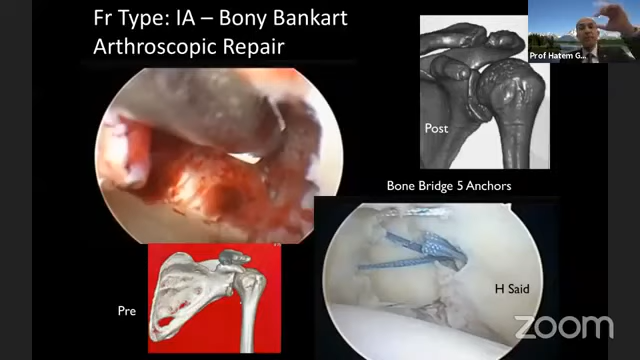 Fr Type: IA – Bony Bankart
Arthroscopic Repair
Prof Hatem G...
Post
Bone Bridge 5 Anchors
Pre
H Said
zoom